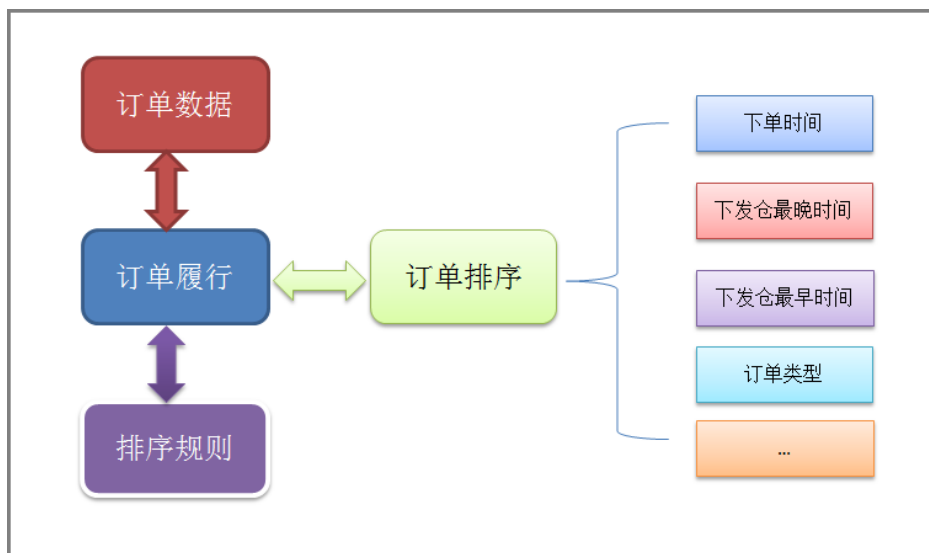 订单数据
订单履行
排序规则
订单排序
下单时间
下发仓最晚时间
下发仓最早时间
订单类型
...